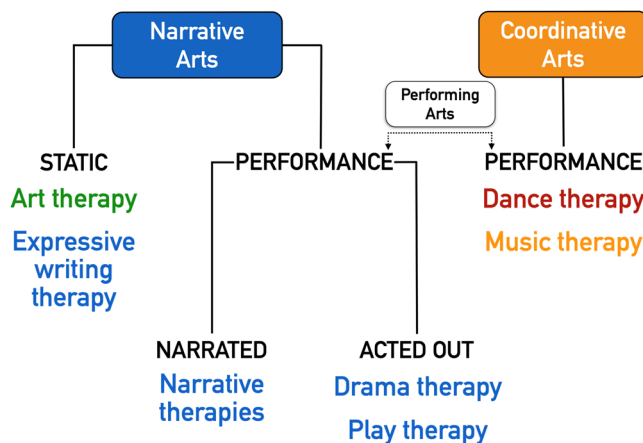 Narrative
Arts
Coordinative
Arts
Performing
Arts
STATIC
PERFORMANCE
PERFORMANCE
Art therapy
Expressive
writing
therapy
Dance therapy
Music therapy
NARRATED
ACTED OUT
Narrative
therapies
Drama therapy
Play therapy